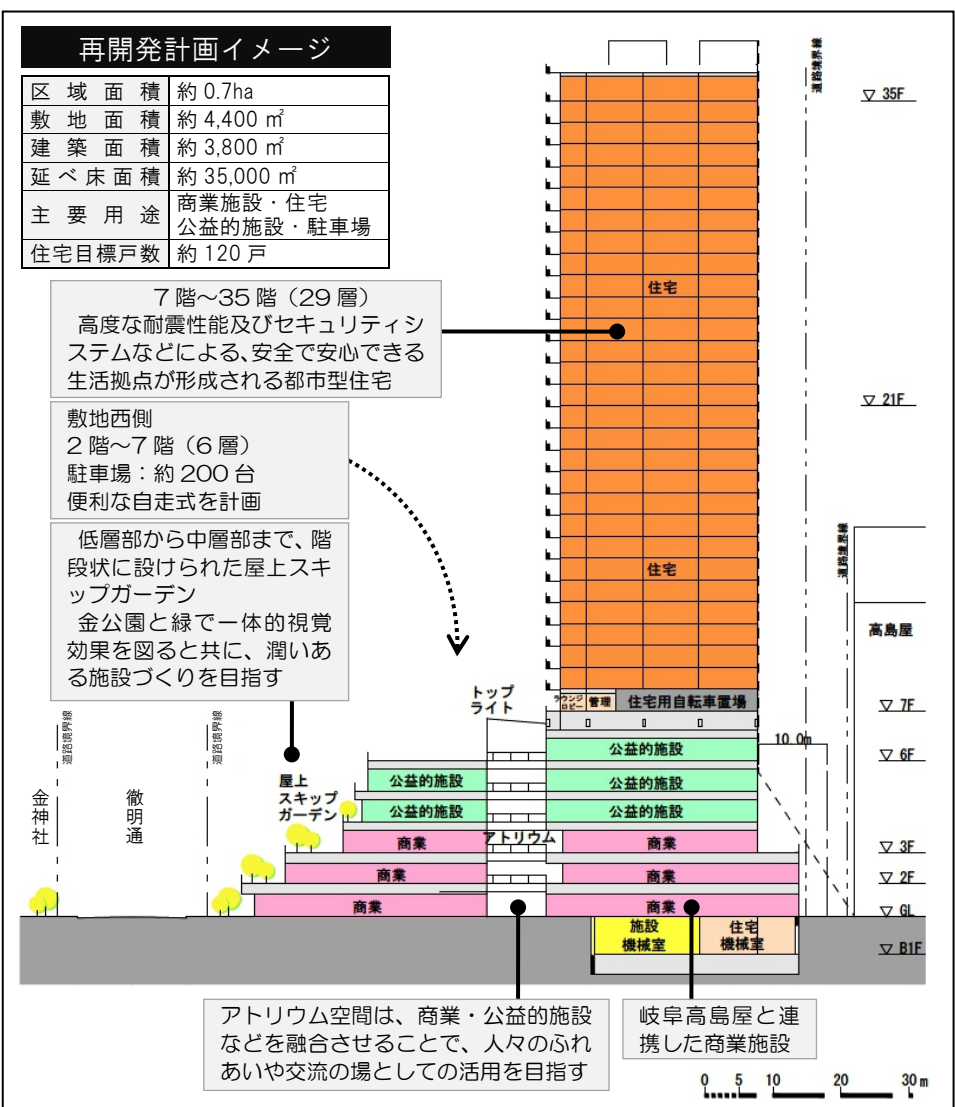 再開発計画イメージ
区域面積 約 0.7ha
敷地面積 約 4,400 ㎡
建築面積 約 3,800 ㎡
延べ床面積 約 35,000 ㎡
主要用途 商業施設・住宅
公益的施設・駐車場
住宅目標戸数 約 120 戸
7 階～35 階（29 層）
高度な耐震性能及びセキュリティシ
ステムなどによる、安全で安心できる
生活拠点が形成される都市型住宅
敷地西側
2 階～7 階（6 層）
駐車場：約 200 台
便利な自走式を計画
低層部から中層部まで、階
段状に設けられた屋上スキ
ップガーデン
金公園と緑で一体的視覚
効果を図ると共に、潤いあ
る施設づくりを目指す
道路境界線
▽ 35F
住宅
▽ 21F
道路境界線
住宅
高島屋
トップ
ライト
ラウンジ
ロビー
管理
住宅用自転車置場
▽ 7F
10.0m
公益的施設
▽ 6F
道路境界線
道路境界線
金神社
徹明通
屋上
スキップ
ガーデン
公益的施設
公益的施設
公益的施設
公益的施設
商業
アトリウム
商業
▽ 3F
商業
商業
▽ 2F
商業
商業
▽ GL
施設
機械室
住宅
機械室
▽ B1F
アトリウム空間は、商業・公益的施設
などを融合させることで、人々のふれ
あいや交流の場としての活用を目指す
岐阜高島屋と連
携した商業施設
0 5 10 20 30m